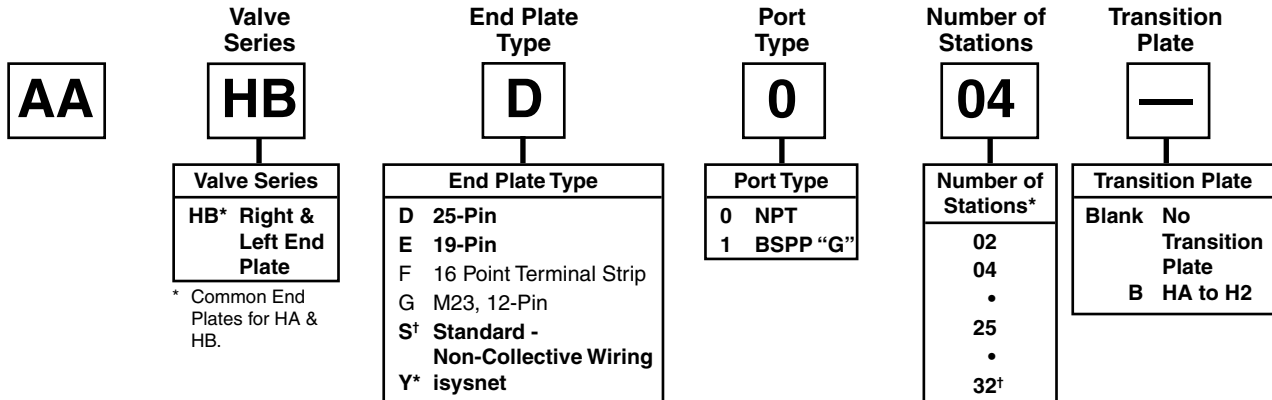 Valve
Series
End Plate
Type
Port
Type
Number of
Stations
Transition
Plate
AA
HB
D
0
04
—
Valve Series
HB* Right &
Left End
Plate
* Common End
Plates for HA &
HB.
End Plate Type
D 25-Pin
E 19-Pin
F 16 Point Terminal Strip
G M23, 12-Pin
S† Standard -
Non-Collective Wiring
Y* isysnet
Port Type
0 NPT
1 BSPP “G”
Number of
Stations*
02
04
•
25
•
32†
Transition Plate
Blank No
Transition
Plate
B HA to H2